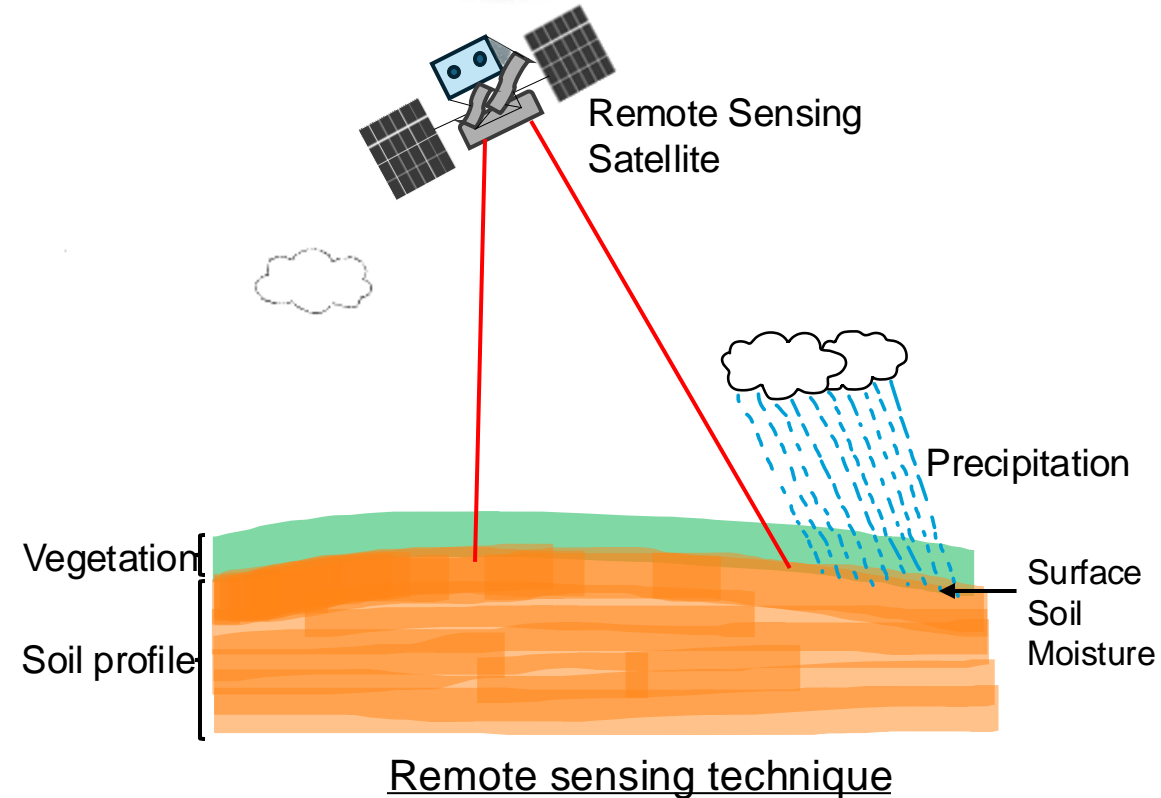 Remote Sensing
Satellite
Precipitation
Vegetation
Surface
Soil
Moisture
Soil profile
Remote sensing technique